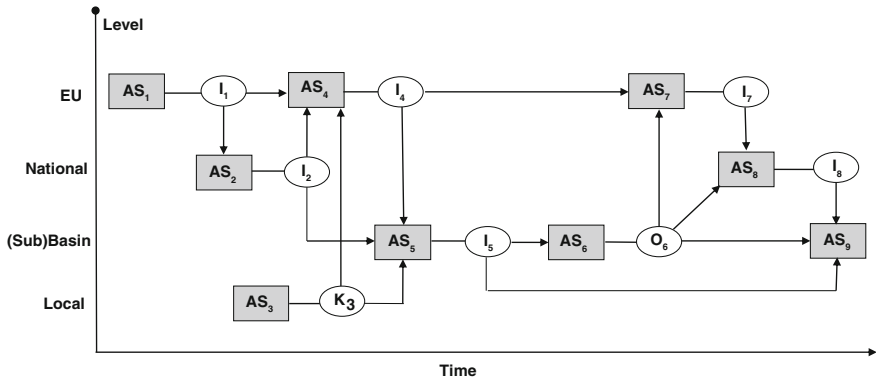 Level
EU AS₁ I₁ AS₄ I₄ AS₇ I₇
National AS₂ I₂ AS₈ I₈
(Sub)Basin AS₅ I₅ AS₆ O₆ AS₉
Local AS₃ K₃
Time